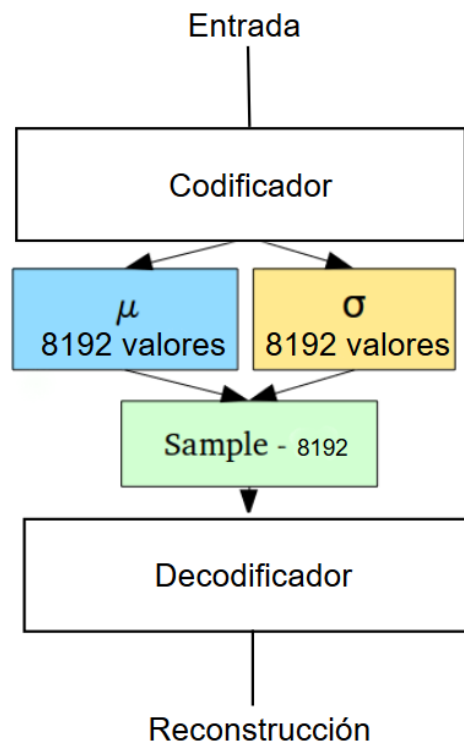 Entrada
Codificador
μ
σ
8192 valores
8192 valores
Sample - 8192
Decodificador
Reconstrucción